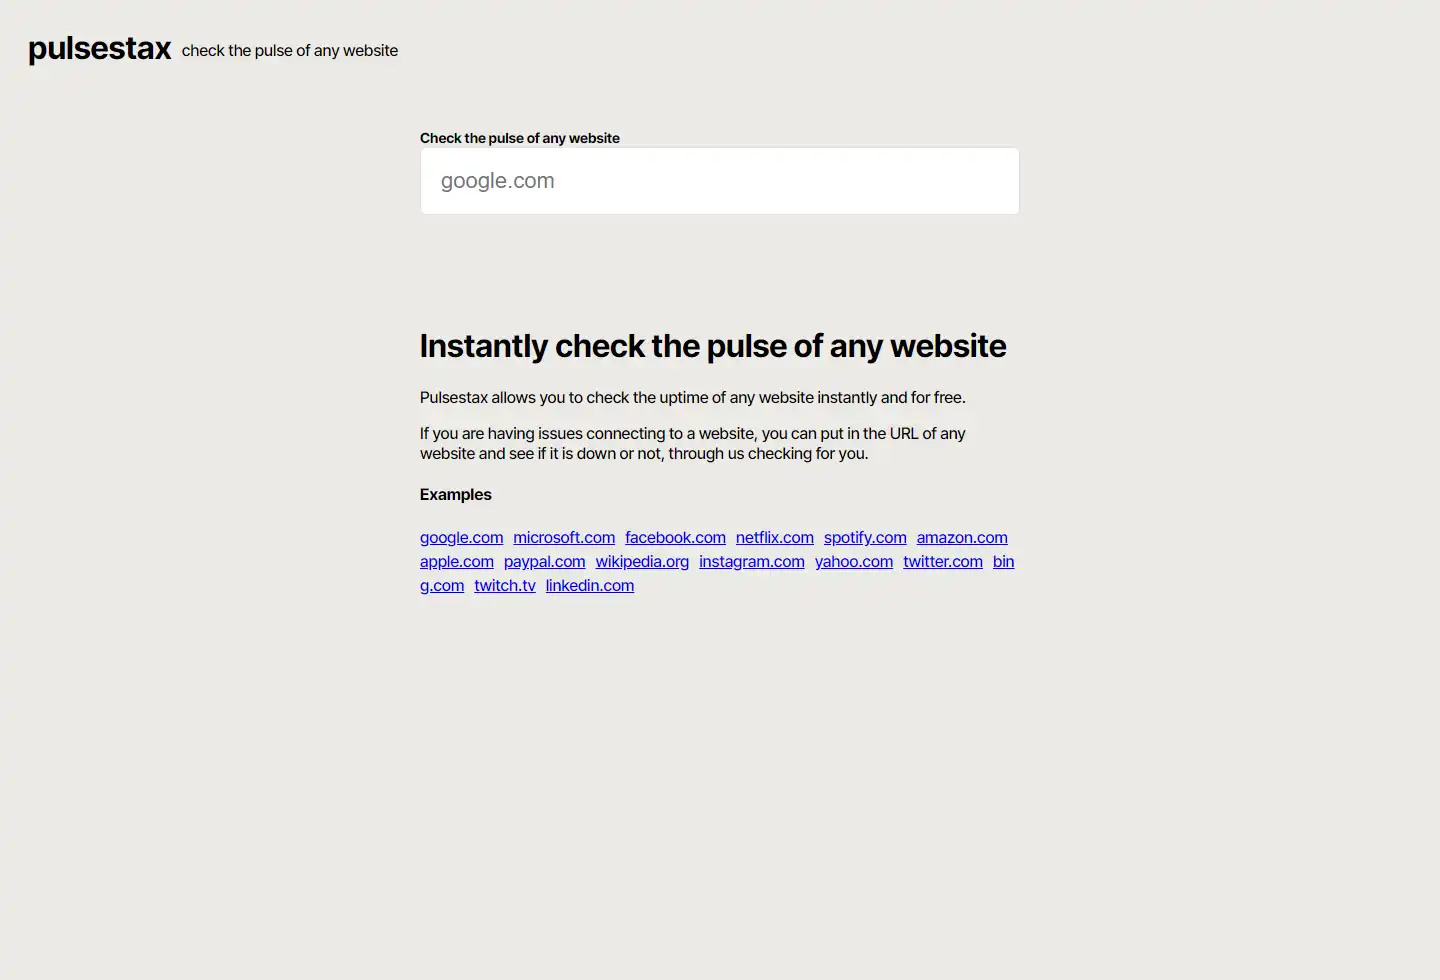 pulsestax check the pulse of any website
Check the pulse of any website
google.com
Instantly check the pulse of any website
Pulsestax allows you to check the uptime of any website instantly and for free.
If you are having issues connecting to a website, you can put in the URL of any
website and see if it is down or not, through us checking for you.
Examples
google.com microsoft.com facebook.com netflix.com spotify.com amazon.com
apple.com paypal.com wikipedia.org instagram.com yahoo.com twitter.com bin
g.com twitch.tv linkedin.com